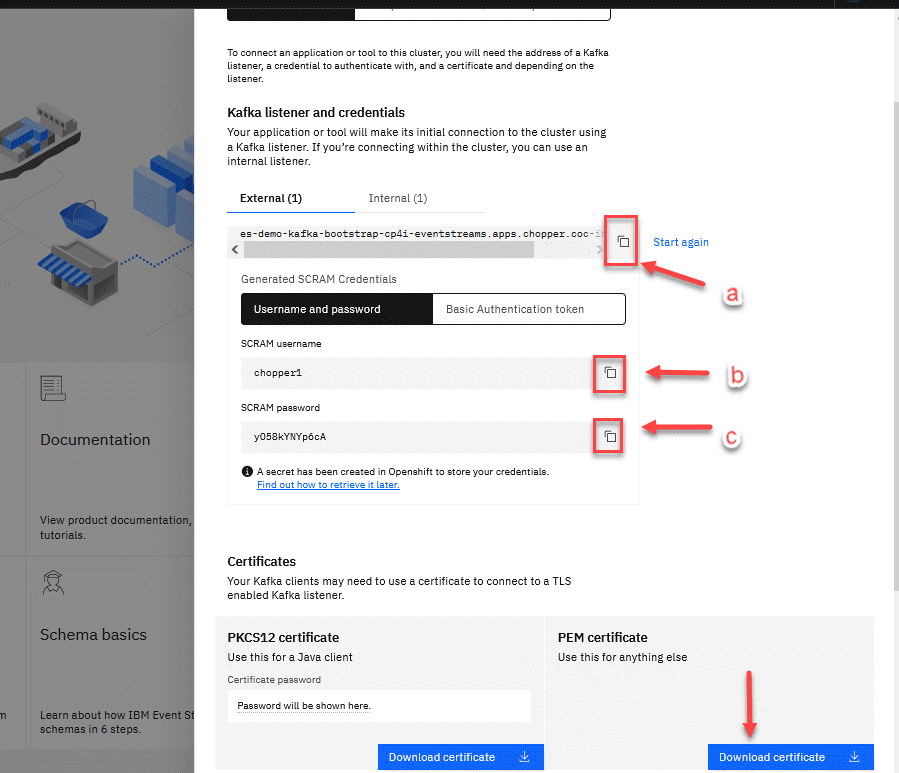 To connect an application or tool to this cluster, you will need the address of a Kafka
listener, a credential to authenticate with, and a certificate and depending on the
listener.
Kafka listener and credentials
Your application or tool will make its initial connection to the cluster using
a Kafka listener. If you're connecting within the cluster, you can use an
internal listener.
External (1)
Internal (1)
es-demo-kafka-bootstrap-cp4i-eventstreams.apps.chopper.coc-ib
Start again
a
Generated SCRAM Credentials
Username and password
Basic Authentication token
SCRAM username
chopper1
b
SCRAM password
yO58kYNYp6cA
c
A secret has been created in Openshift to store your credentials.
Find out how to retrieve it later.
Documentation
View product documentation,
tutorials.
Schema basics
m
Learn about how IBM Event St
schemas in 6 steps.
Certificates
Your Kafka clients may need to use a certificate to connect to a TLS
enabled Kafka listener.
PKCS12 certificate
Use this for a Java client
Certificate password
Password will be shown here.
Download certificate
PEM certificate
Use this for anything else
Download certificate